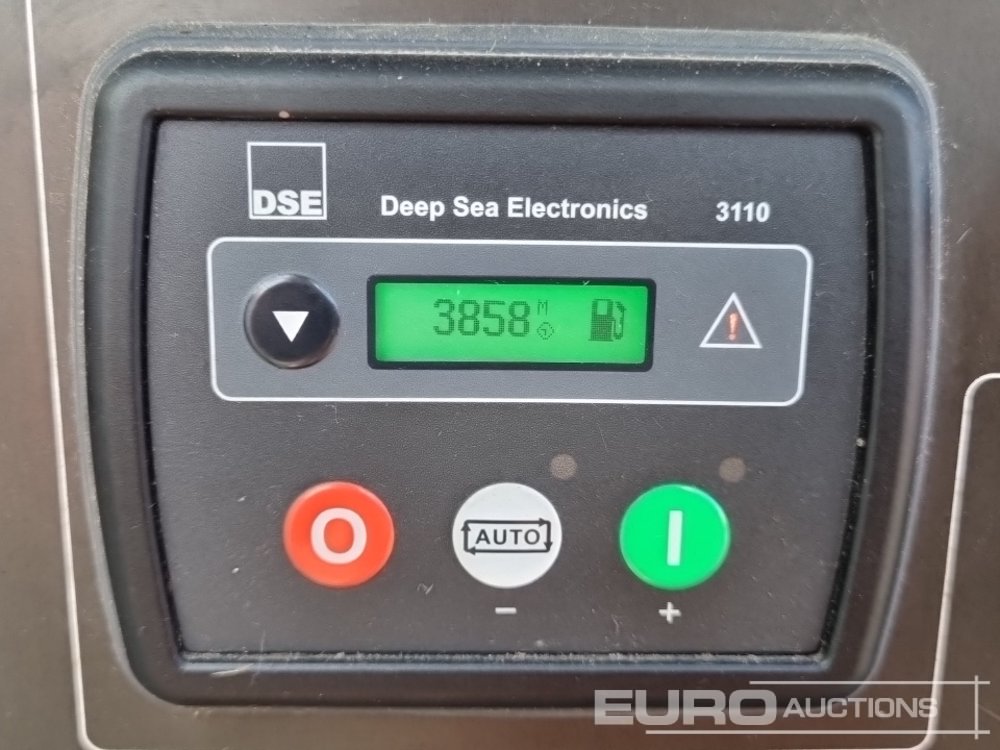 DSE
Deep Sea Electronics 3110
3858 M
O
AUTO
I
- +
EURO AUCTIONS